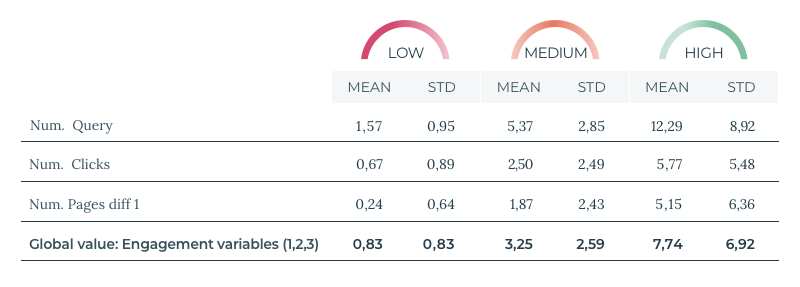 LOW MEDIUM HIGH
MEAN STD MEAN STD MEAN STD
Num. Query 1,57 0,95 5,37 2,85 12,29 8,92
Num. Clicks 0,67 0,89 2,50 2,49 5,77 5,48
Num. Pages diff 1 0,24 0,64 1,87 2,43 5,15 6,36
Global value: Engagement variables (1,2,3) 0,83 0,83 3,25 2,59 7,74 6,92